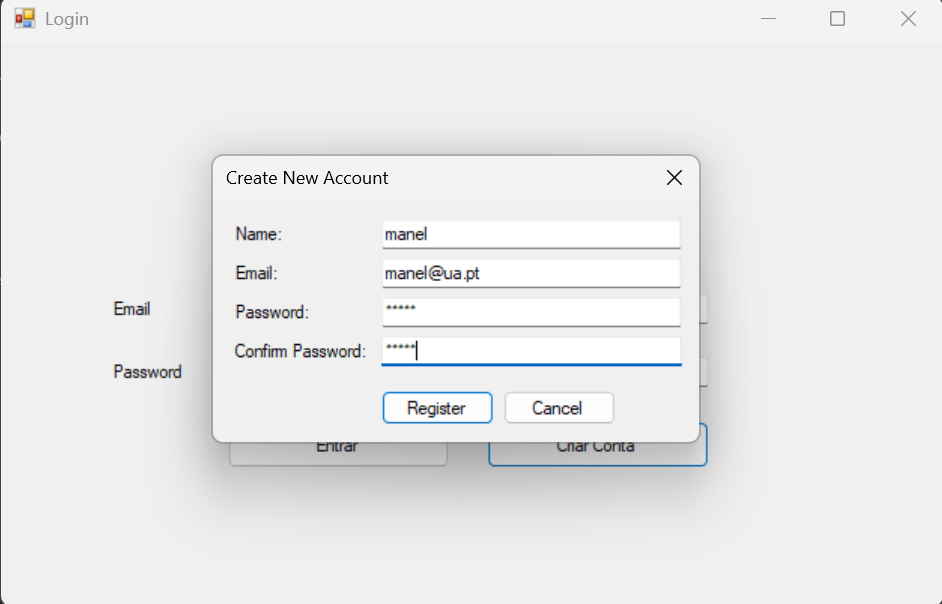 Login
Create New Account
Name: manel
Email: manel@ua.pt
Password: *****
Confirm Password: *****
Register Cancel
Email
Password
Entrar Criar Conta